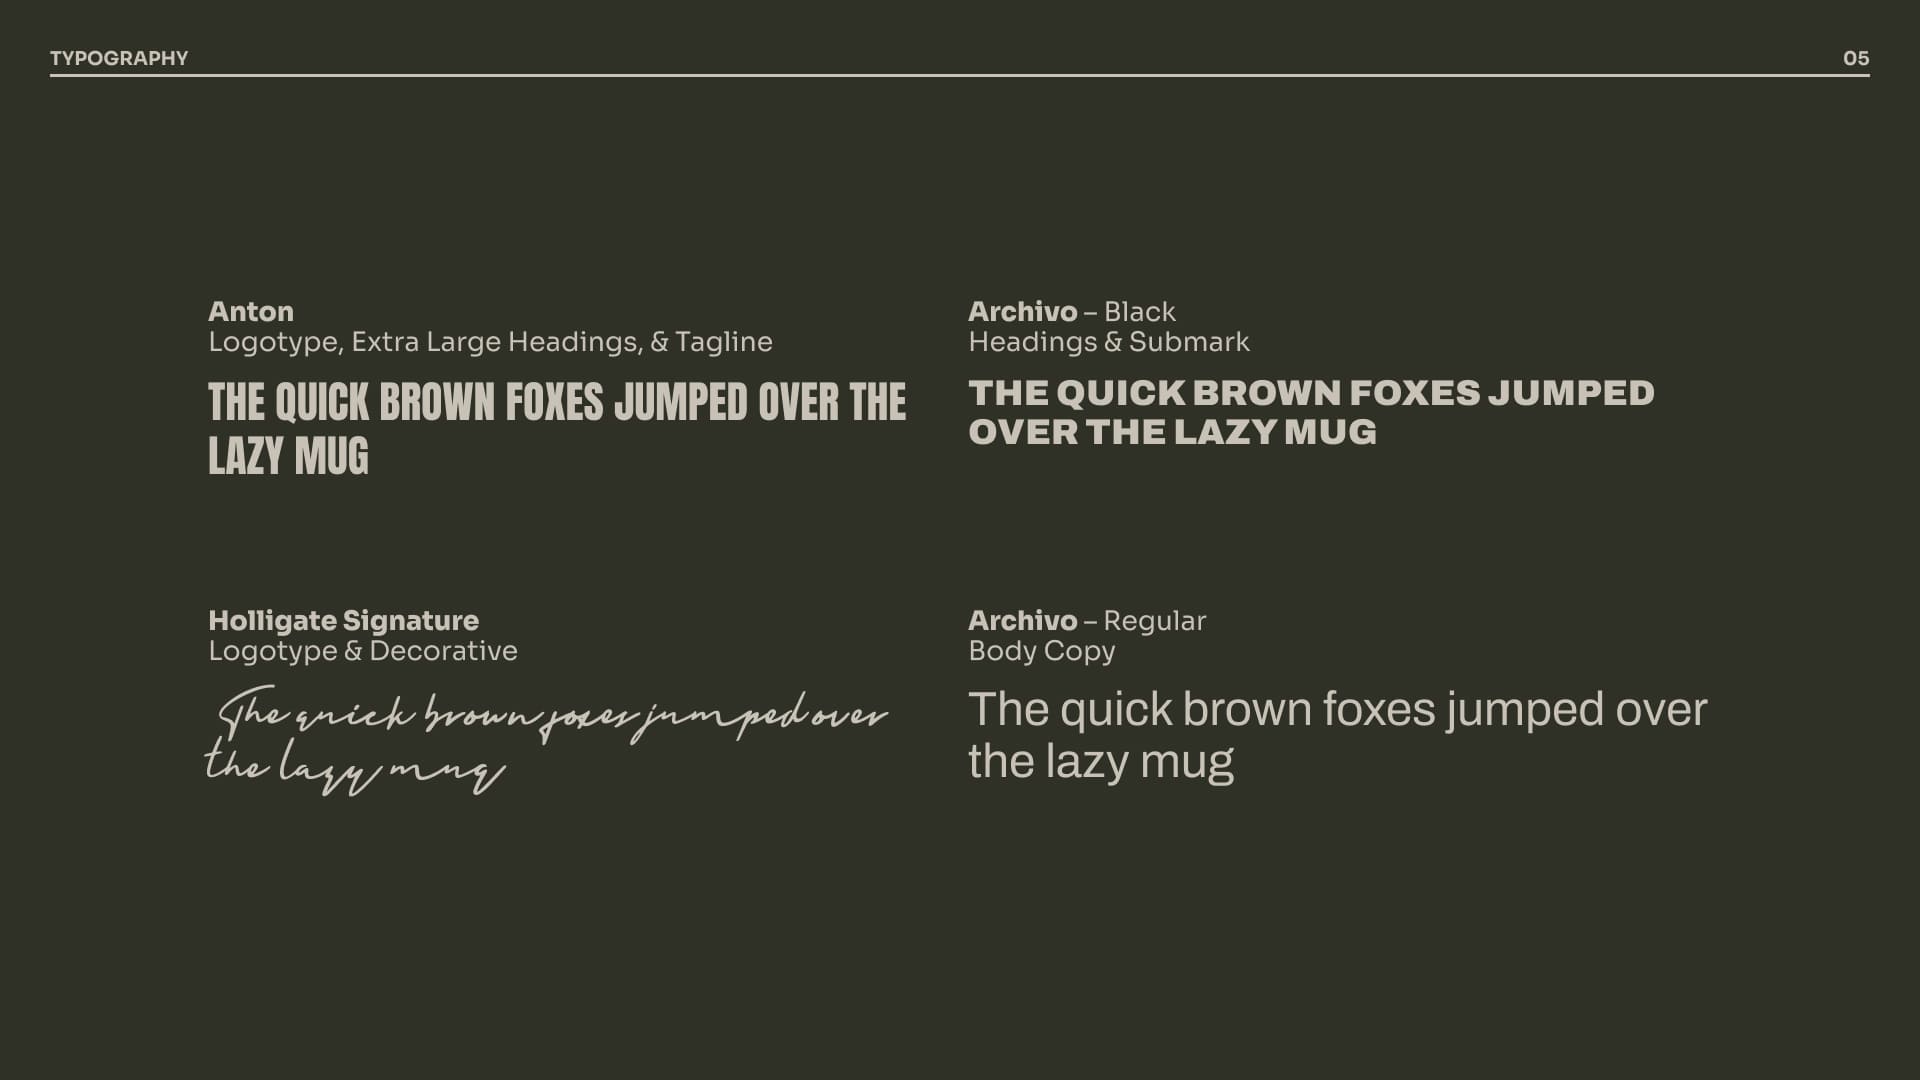 TYPOGRAPHY
05
Anton
Logotype, Extra Large Headings, & Tagline
THE QUICK BROWN FOXES JUMPED OVER THE
LAZY MUG
Archivo – Black
Headings & Submark
THE QUICK BROWN FOXES JUMPED
OVER THE LAZY MUG
Holligate Signature
Logotype & Decorative
The quick brown foxes jumped over
the lazy mug
Archivo – Regular
Body Copy
The quick brown foxes jumped over
the lazy mug